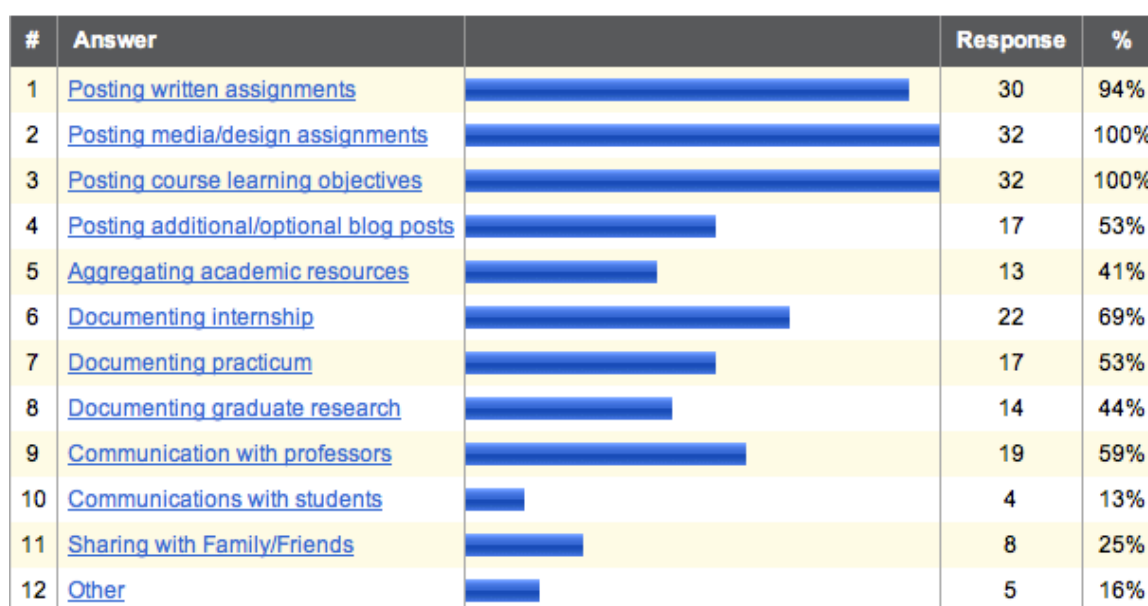 # Answer Response %
1 Posting written assignments 30 94%
2 Posting media/design assignments 32 100%
3 Posting course learning objectives 32 100%
4 Posting additional/optional blog posts 17 53%
5 Aggregating academic resources 13 41%
6 Documenting internship 22 69%
7 Documenting practicum 17 53%
8 Documenting graduate research 14 44%
9 Communication with professors 19 59%
10 Communications with students 4 13%
11 Sharing with Family/Friends 8 25%
12 Other 5 16%